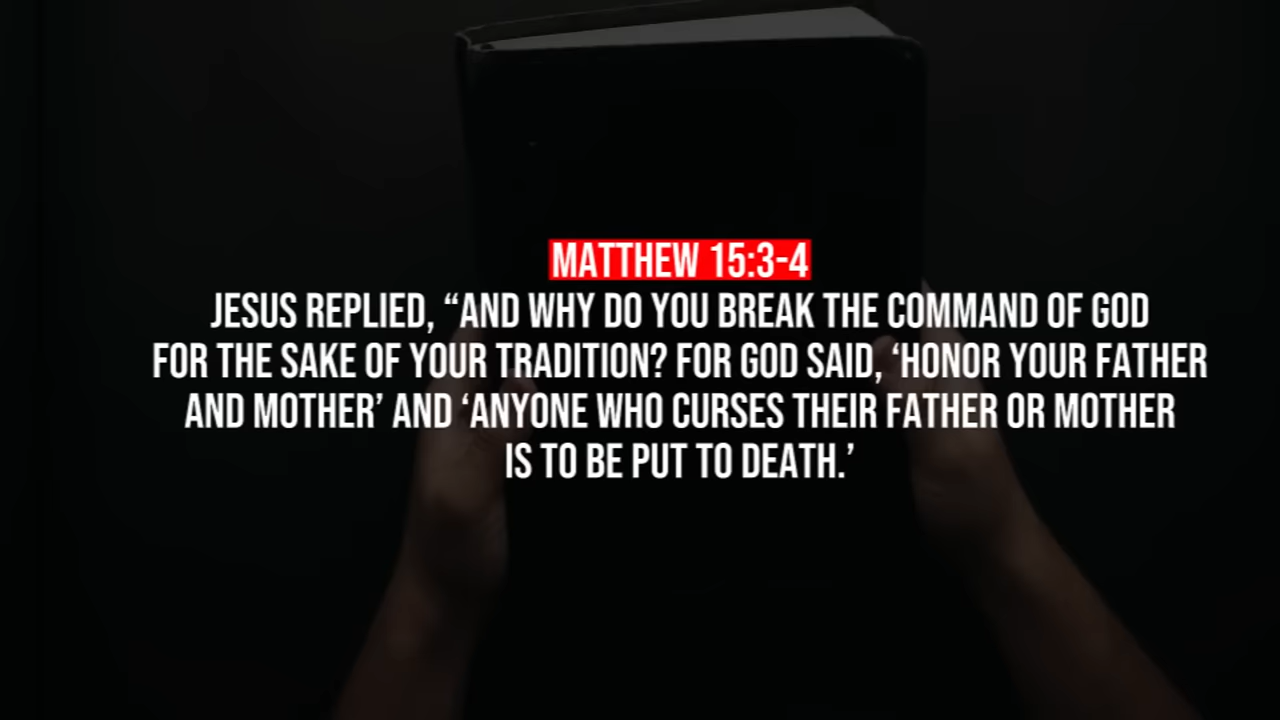 MATTHEW 15:3-4
JESUS REPLIED, “AND WHY DO YOU BREAK THE COMMAND OF GOD
FOR THE SAKE OF YOUR TRADITION? FOR GOD SAID, ‘HONOR YOUR FATHER
AND MOTHER’ AND ‘ANYONE WHO CURSES THEIR FATHER OR MOTHER
IS TO BE PUT TO DEATH.’